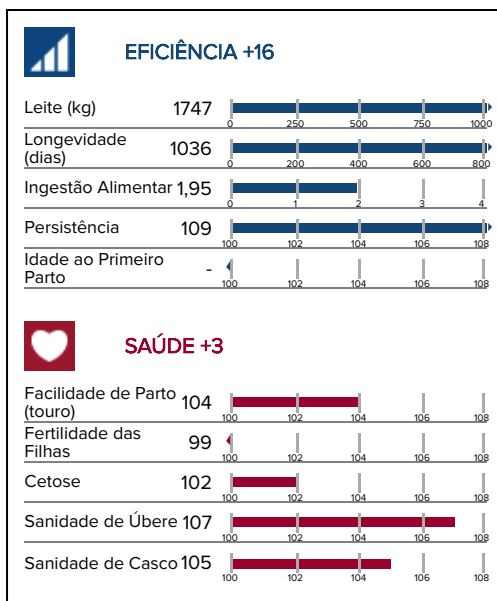 EFICIÊNCIA +16
Leite (kg) 1747
0 250 500 750 1000
Longevidade
(dias) 1036
0 200 400 600 800
Ingestão Alimentar 1,95
0 1 2 3 4
Persistência 109
100 102 104 106 108
Idade ao Primeiro
Parto -
100 102 104 106 108
SAÚDE +3
Facilidade de Parto
(touro) 104
100 102 104 106 108
Fertilidade das
Filhas 99
100 102 104 106 108
Cetose 102
100 102 104 106 108
Sanidade de Úbere 107
100 102 104 106 108
Sanidade de Casco 105
100 102 104 106 108